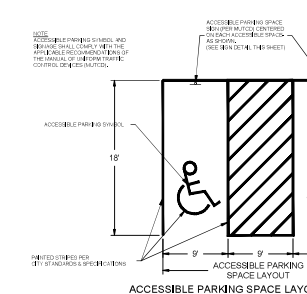 NOTE
ACCESSIBLE PARKING SYMBOL AND
SIGNAGE SHALL COMPLY WITH THE
APPLICABLE RECOMMENDATIONS OF
THE MANUAL OF UNIFORM TRAFFIC
CONTROL DEVICES (MUTCD).
ACCESSIBLE PARKING SPACE
SIGN (PER MUTCD) CENTERED
ON EACH ACCESSIBLE SPACE
AS SHOWN.
(SEE SIGN DETAIL THIS SHEET)
ACCESSIBLE PARKING SYMBOL
18'
PAINTED STRIPES PER
CITY STANDARDS & SPECIFICATIONS
9'
9'
ACCESSIBLE PARKING
SPACE LAYOUT
ACCESSIBLE PARKING SPACE LAYO